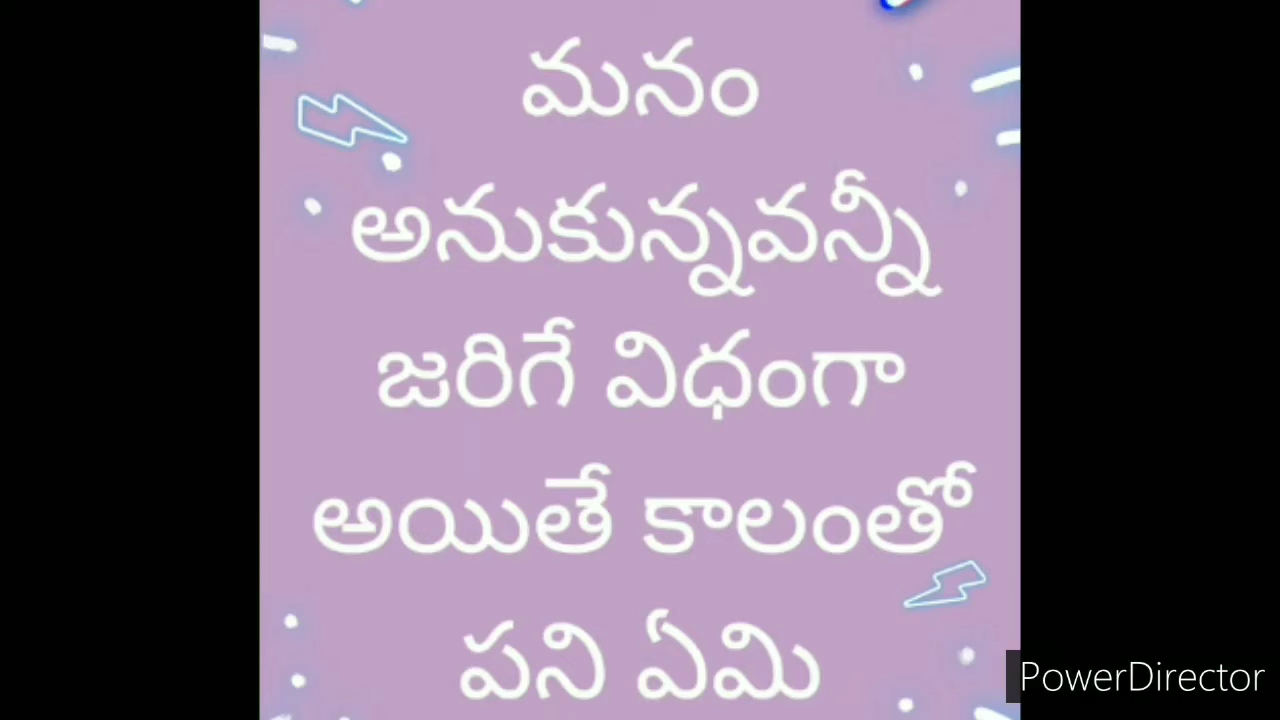 మనం
అనుకున్నవన్నీ
జరిగే విధంగా
అయితే కాలంతో
పని ఏమి
PowerDirector